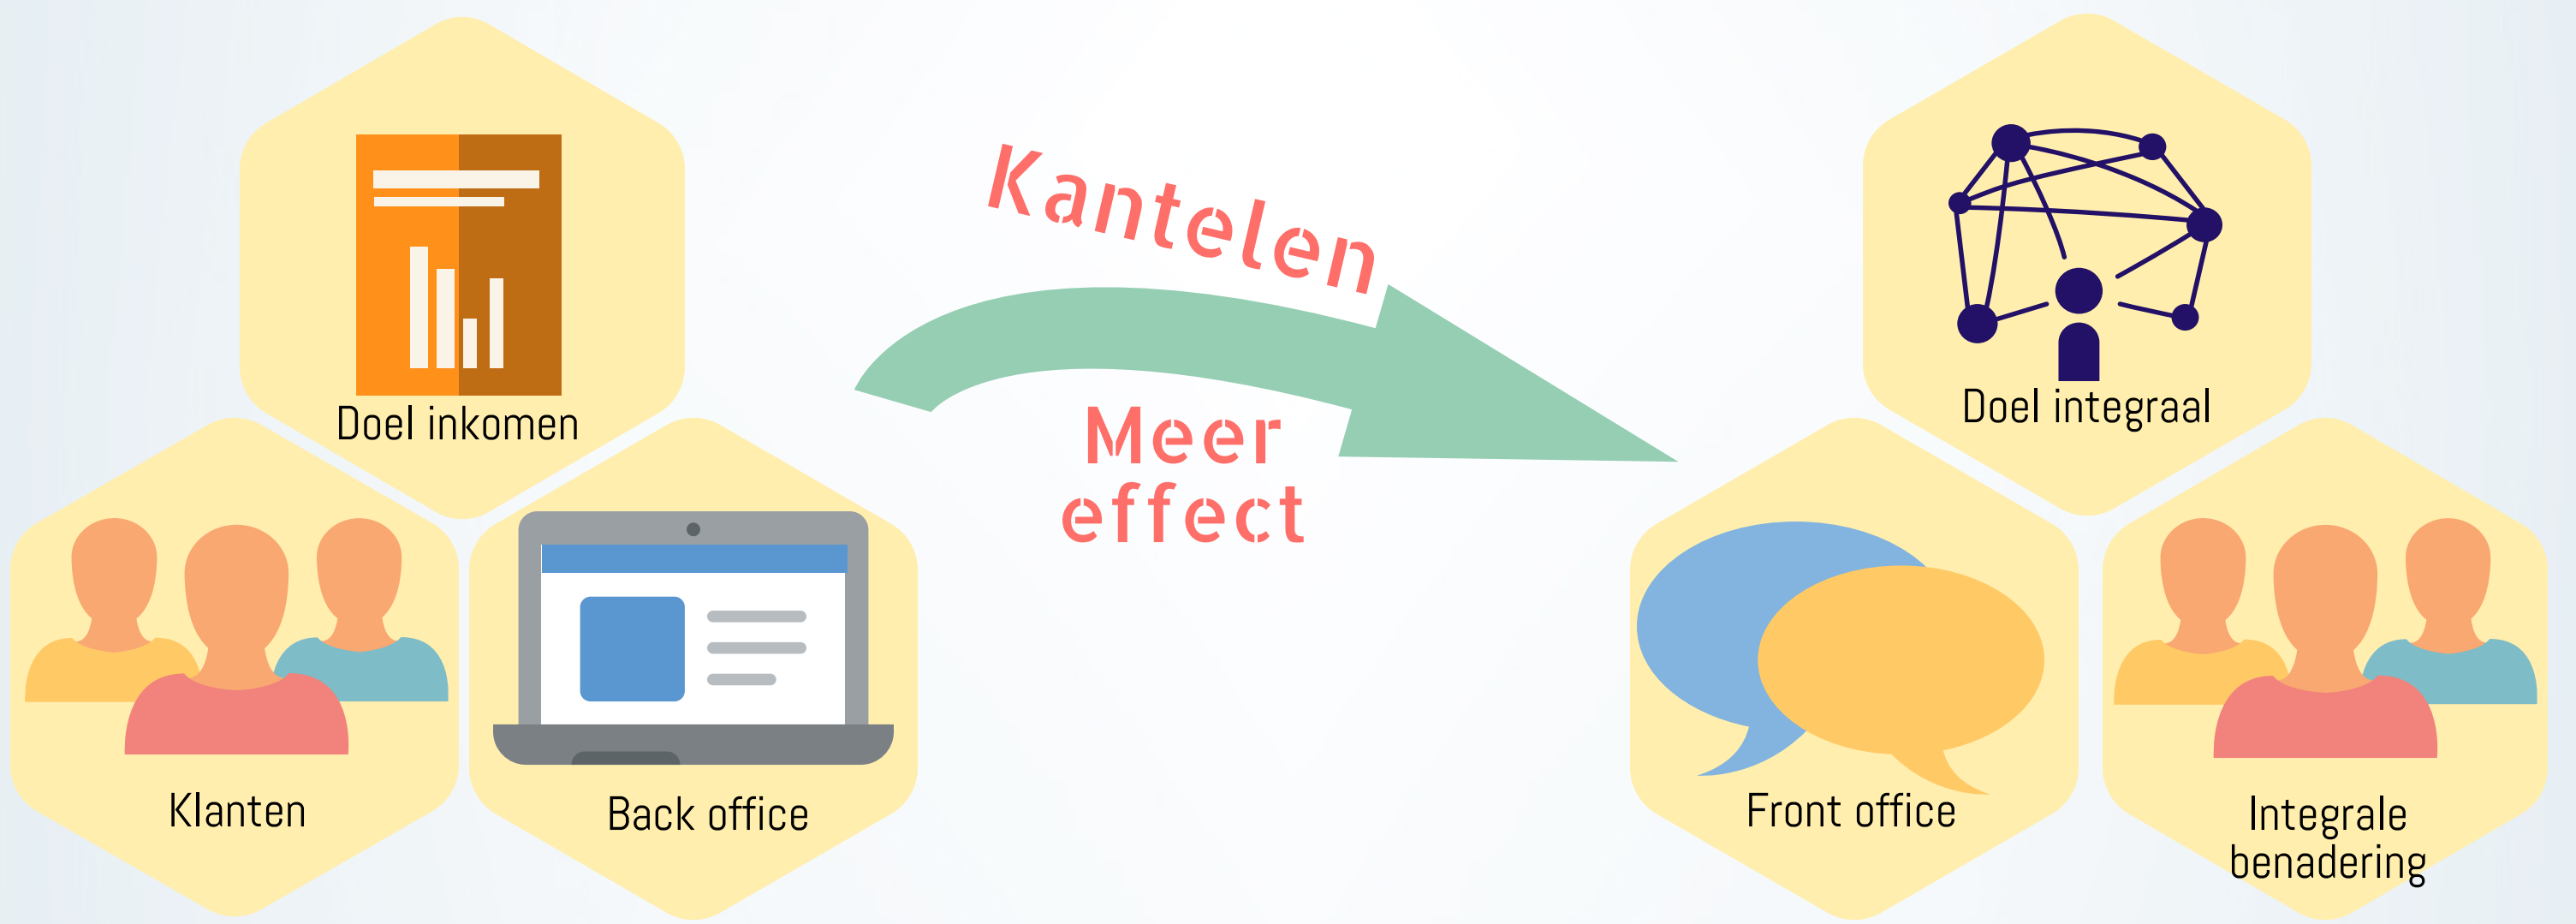 Doel inkomen
Klanten
Back office
Kantelen
Meer
effect
Doel integraal
Front office
Integrale
benadering